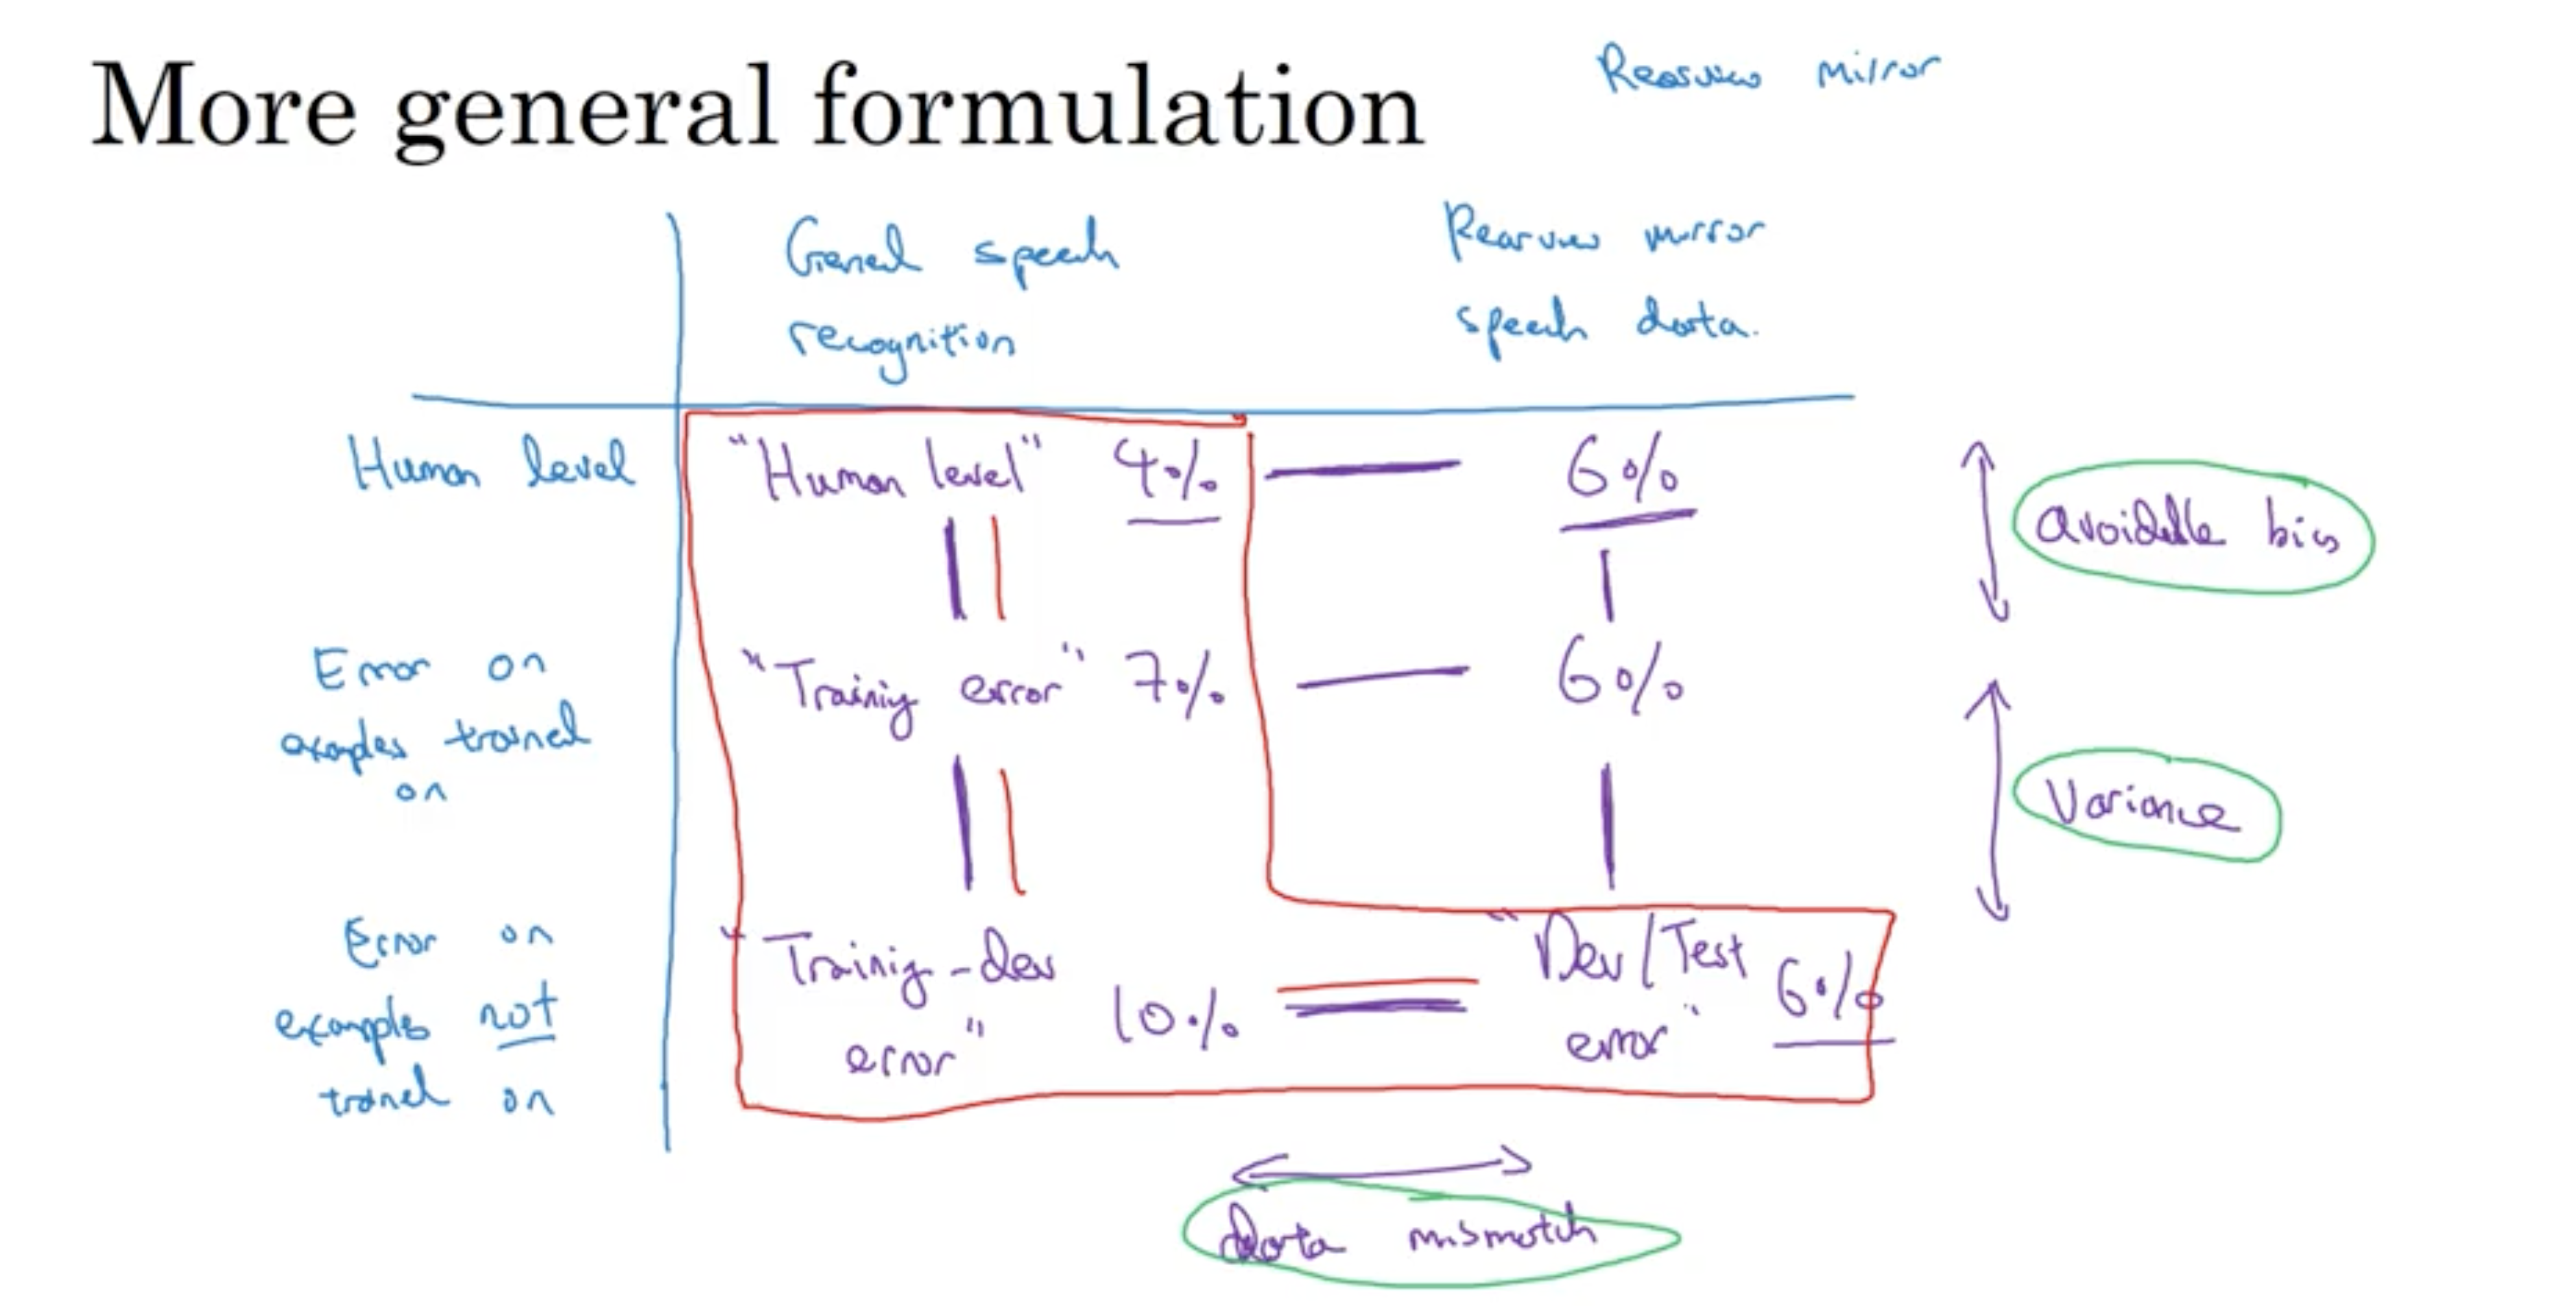 More general formulation
Rearview mirror
General speech
recognition
Rearview mirror
speech data.
Human level
"Human level" 4%
6%
avoidable bias
Error on
examples trained
on
"Training error" 7%
6%
Variance
Error on
examples not
trained on
"Training-dev
error" 10%
"Dev/Test
error" 6%
Data mismatch